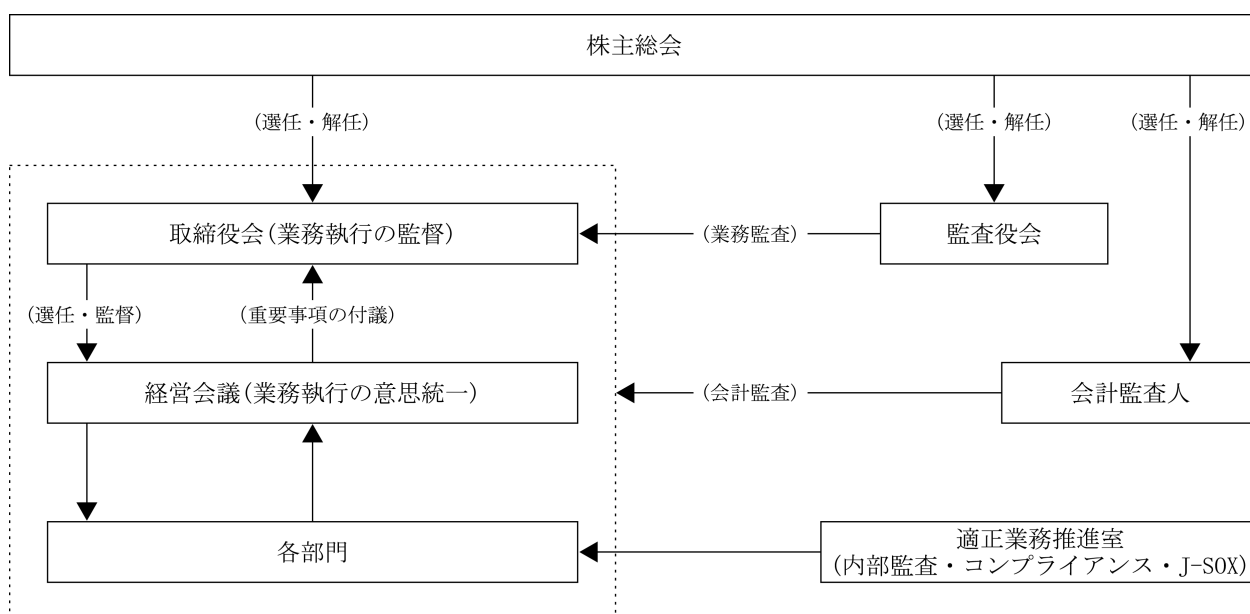 株主総会
(選任・解任)
(選任・解任)
(選任・解任)
取締役会(業務執行の監督)
(業務監査)
監査役会
(選任・監督)
(重要事項の付議)
経営会議(業務執行の意思統一)
(会計監査)
会計監査人
各部門
適正業務推進室
(内部監査・コンプライアンス・J-SOX)